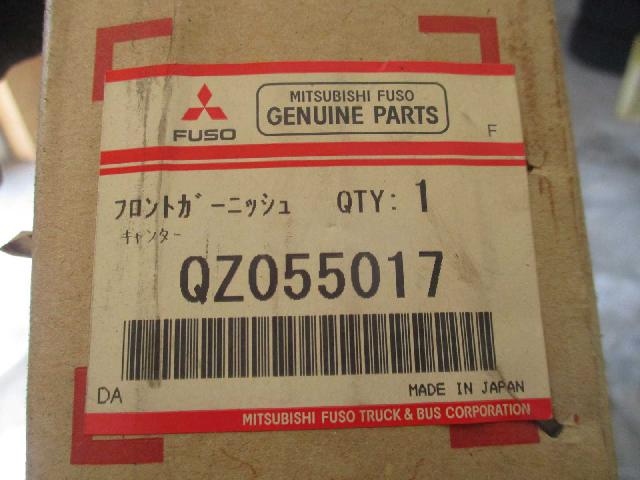 FUSO
MITSUBISHI FUSO
GENUINE PARTS
F
フロントガーニッシュ QTY: 1
キャンター
QZ055017
DA
MADE IN JAPAN
MITSUBISHI FUSO TRUCK & BUS CORPORATION